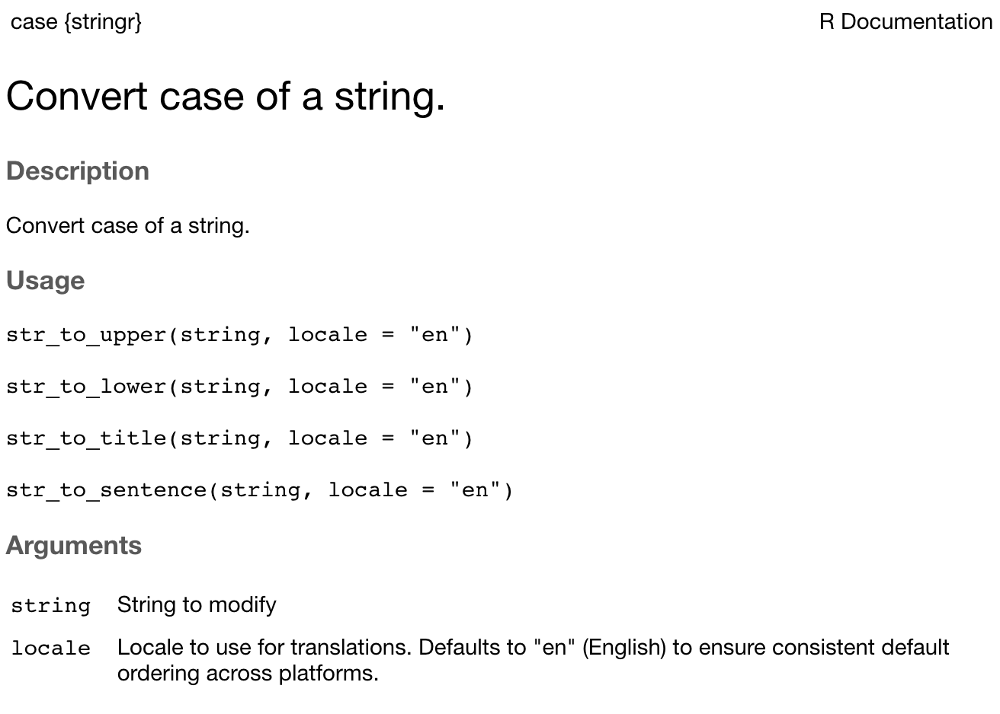 case {stringr}
R Documentation
Convert case of a string.
Description
Convert case of a string.
Usage
str_to_upper(string, locale = "en")
str_to_lower(string, locale = "en")
str_to_title(string, locale = "en")
str_to_sentence(string, locale = "en")
Arguments
string String to modify
locale Locale to use for translations. Defaults to "en" (English) to ensure consistent default
ordering across platforms.